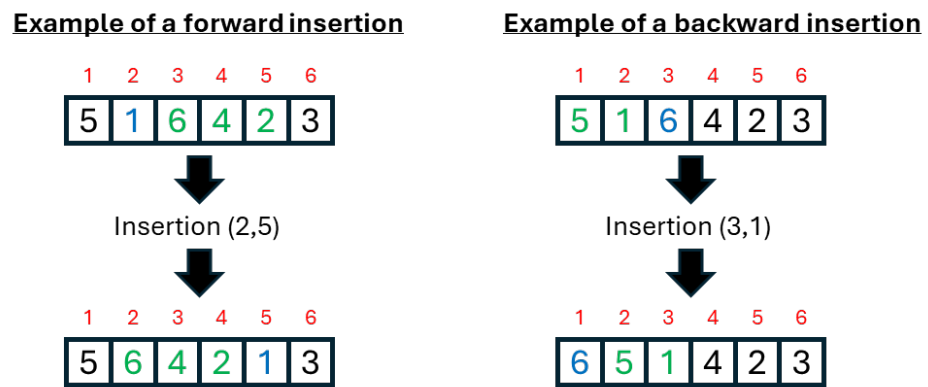 Example of a forward insertion
1 2 3 4 5 6
5 1 6 4 2 3
Insertion (2,5)
1 2 3 4 5 6
5 6 4 2 1 3
Example of a backward insertion
1 2 3 4 5 6
5 1 6 4 2 3
Insertion (3,1)
1 2 3 4 5 6
6 5 1 4 2 3